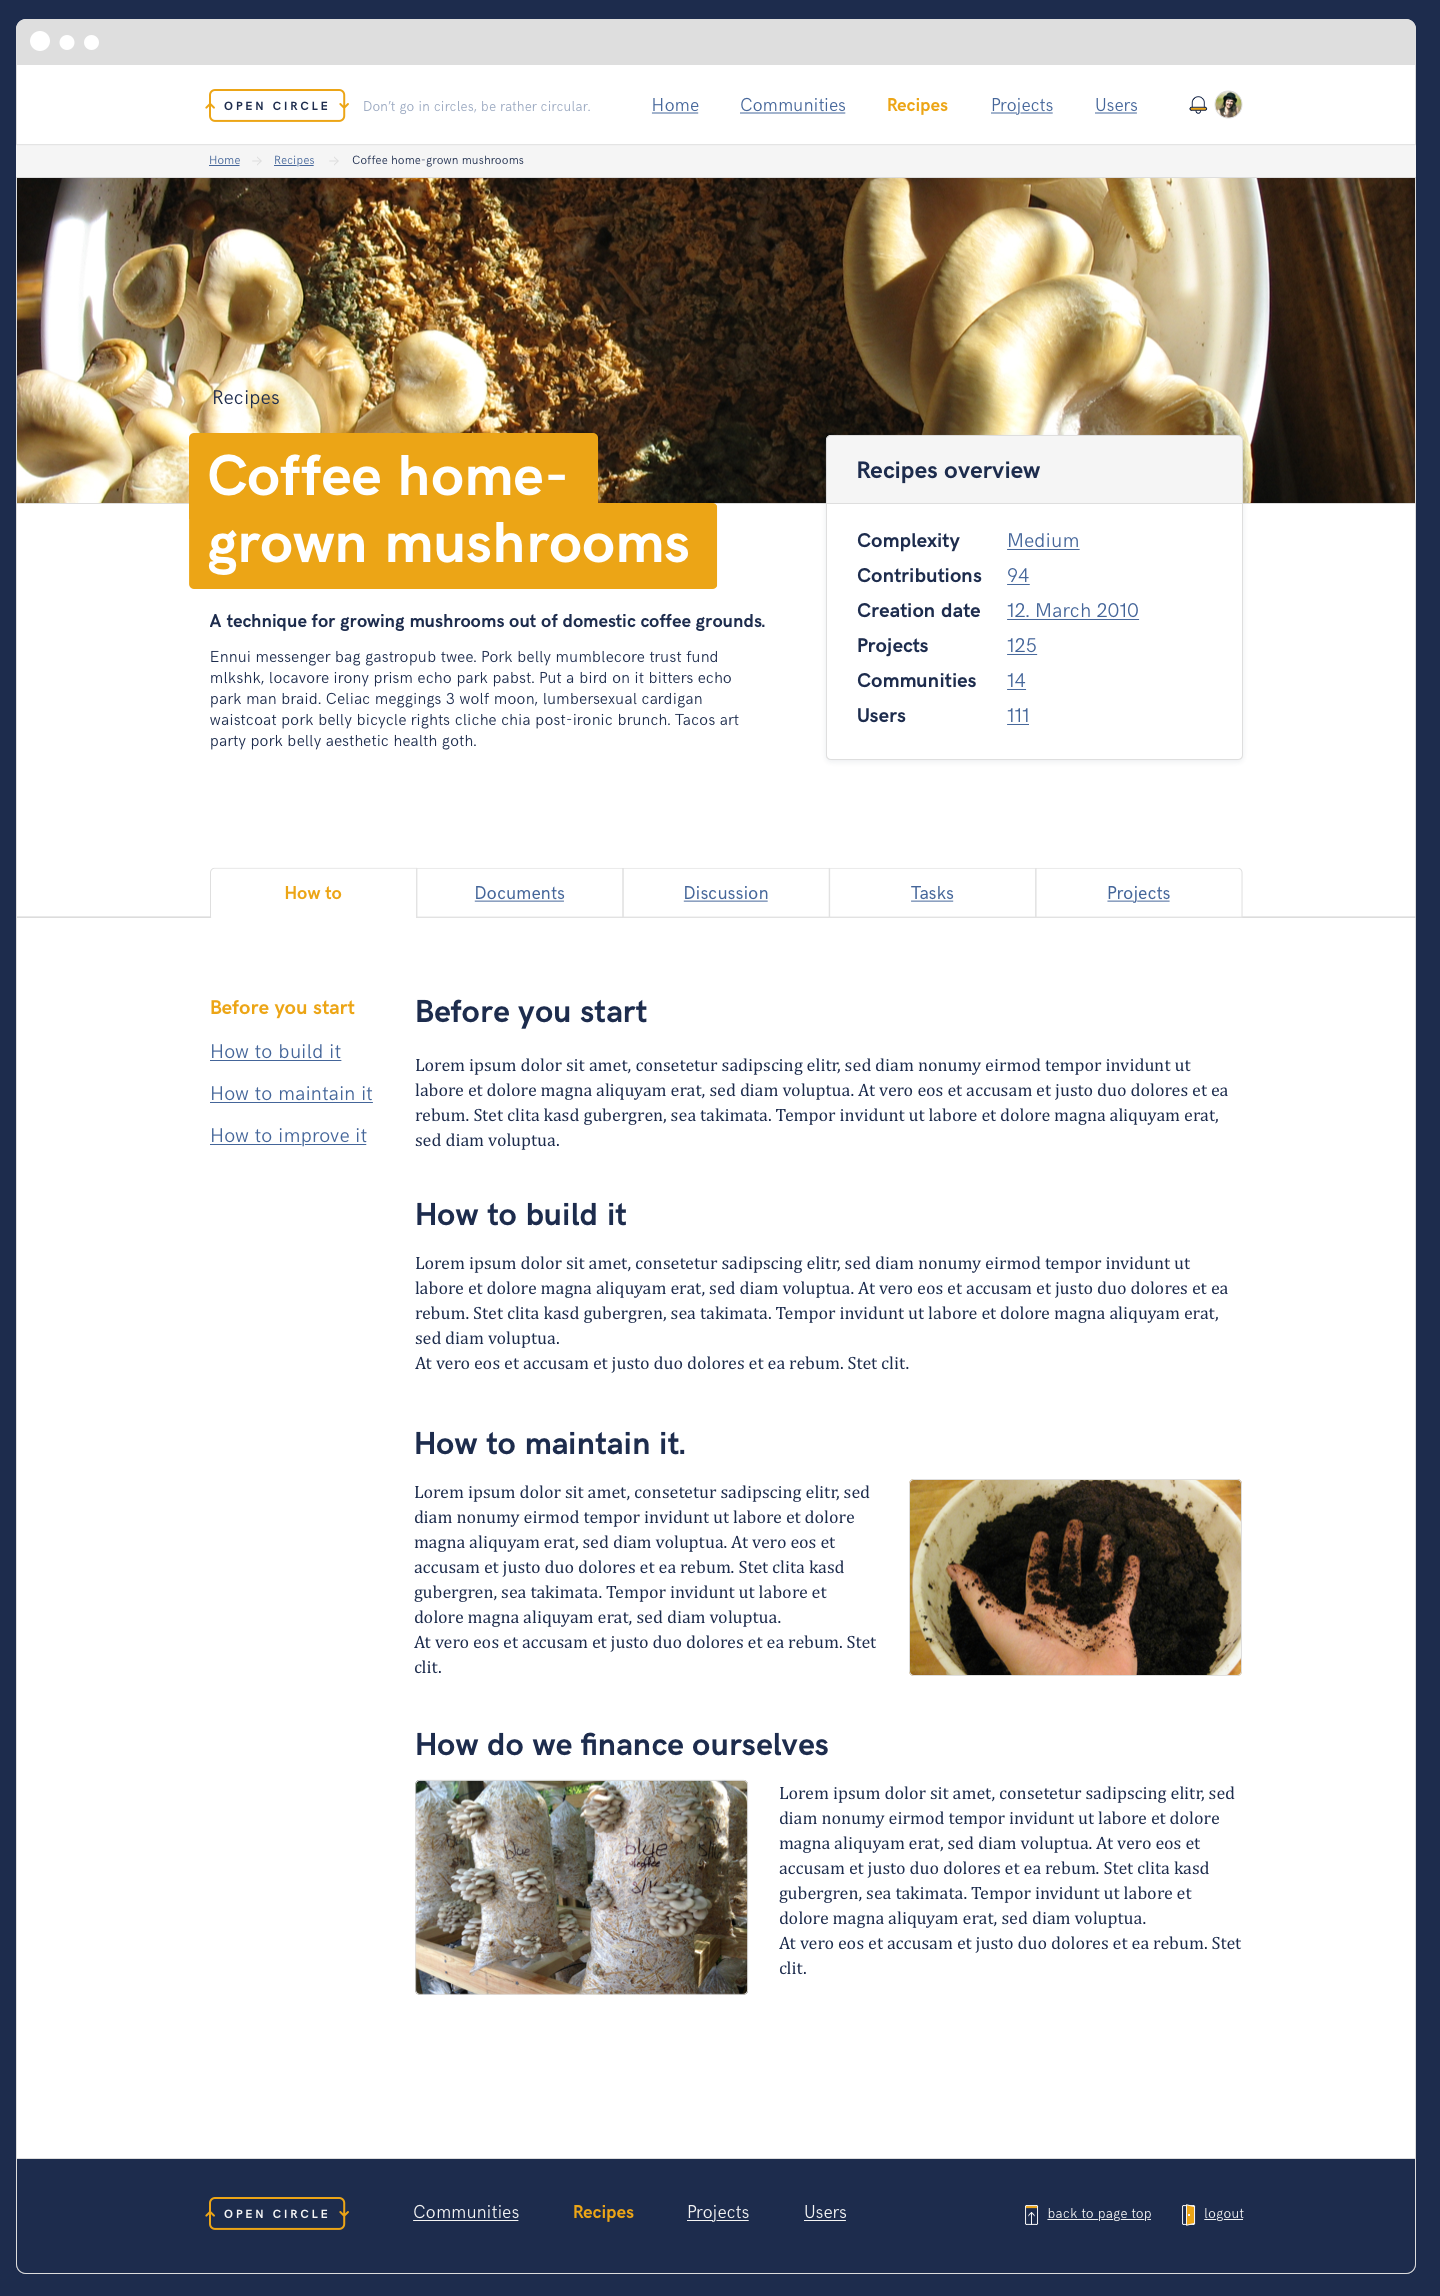 OPEN CIRCLE
Don't go in circles, be rather circular.
Home
Communities
Recipes
Projects
Users
Home
Recipes
Coffee home-grown mushrooms
Recipes
Coffee home-
grown mushrooms
A technique for growing mushrooms out of domestic coffee grounds.
Ennui messenger bag gastropub twee. Pork belly mumblecore trust fund
mlkshk, locavore irony prism echo park pabst. Put a bird on it bitters echo
park man braid. Celiac meggings 3 wolf moon, lumbersexual cardigan
waistcoat pork belly bicycle rights cliche chia post-ironic brunch. Tacos art
party pork belly aesthetic health goth.
Recipes overview
Complexity Medium
Contributions 94
Creation date 12. March 2010
Projects 125
Communities 14
Users 111
How to
Documents
Discussion
Tasks
Projects
Before you start
How to build it
How to maintain it
How to improve it
Before you start
Lorem ipsum dolor sit amet, consetetur sadipscing elitr, sed diam nonumy eirmod tempor invidunt ut
labore et dolore magna aliquyam erat, sed diam voluptua. At vero eos et accusam et justo duo dolores et ea
rebum. Stet clita kasd gubergren, sea takimata. Tempor invidunt ut labore et dolore magna aliquyam erat,
sed diam voluptua.
How to build it
Lorem ipsum dolor sit amet, consetetur sadipscing elitr, sed diam nonumy eirmod tempor invidunt ut
labore et dolore magna aliquyam erat, sed diam voluptua. At vero eos et accusam et justo duo dolores et ea
rebum. Stet clita kasd gubergren, sea takimata. Tempor invidunt ut labore et dolore magna aliquyam erat,
sed diam voluptua.
At vero eos et accusam et justo duo dolores et ea rebum. Stet clit.
How to maintain it.
Lorem ipsum dolor sit amet, consetetur sadipscing elitr, sed
diam nonumy eirmod tempor invidunt ut labore et dolore
magna aliquyam erat, sed diam voluptua. At vero eos et
accusam et justo duo dolores et ea rebum. Stet clita kasd
gubergren, sea takimata. Tempor invidunt ut labore et
dolore magna aliquyam erat, sed diam voluptua.
At vero eos et accusam et justo duo dolores et ea rebum. Stet
clit.
How do we finance ourselves
blue
blue
Lorem ipsum dolor sit amet, consetetur sadipscing elitr, sed
diam nonumy eirmod tempor invidunt ut labore et dolore
magna aliquyam erat, sed diam voluptua. At vero eos et
accusam et justo duo dolores et ea rebum. Stet clita kasd
gubergren, sea takimata. Tempor invidunt ut labore et
dolore magna aliquyam erat, sed diam voluptua.
At vero eos et accusam et justo duo dolores et ea rebum. Stet
clit.
OPEN CIRCLE
Communities
Recipes
Projects
Users
back to page top
logout